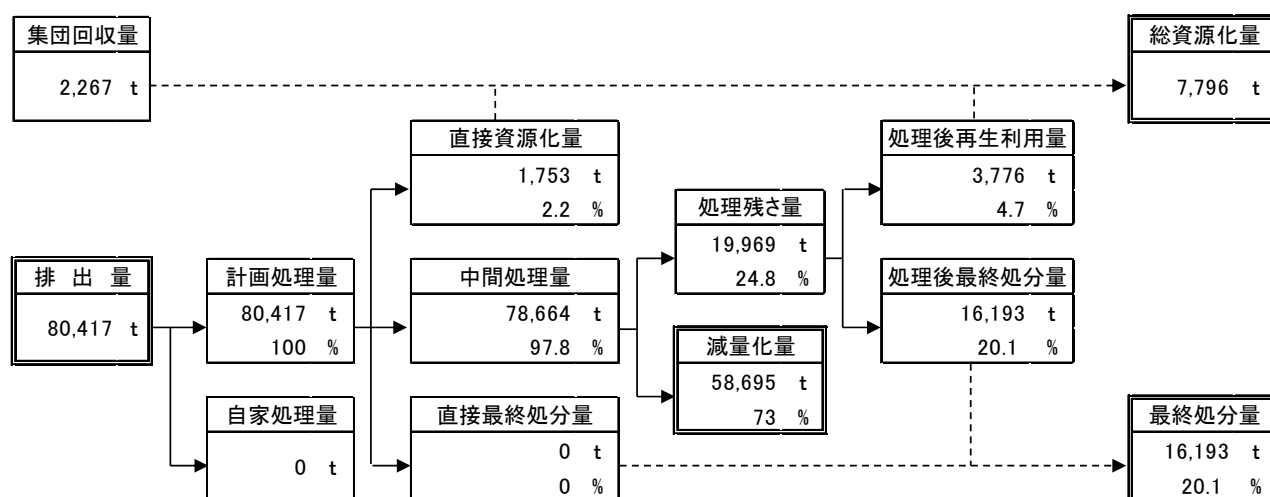 集団回収量
2,267 t
総資源化量
7,796 t
直接資源化量
1,753 t
2.2 %
処理後再生利用量
3,776 t
4.7 %
処理残さ量
19,969 t
24.8 %
排 出 量
80,417 t
計画処理量
80,417 t
100 %
中間処理量
78,664 t
97.8 %
処理後最終処分量
16,193 t
20.1 %
減量化量
58,695 t
73 %
自家処理量
0 t
直接最終処分量
0 t
0 %
最終処分量
16,193 t
20.1 %